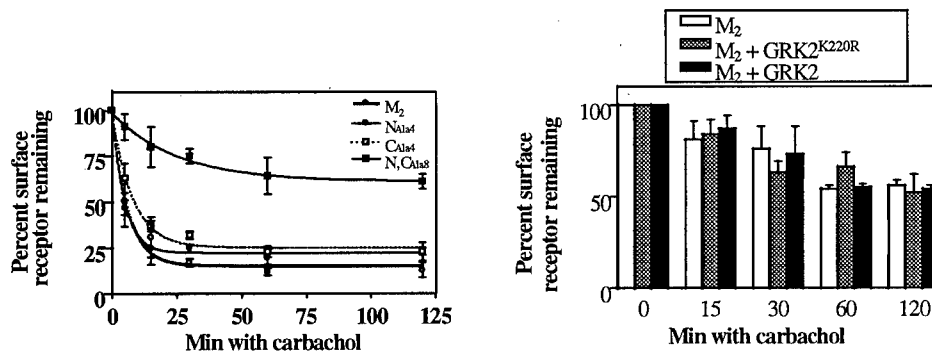 Percent surface
receptor remaining
100
75
50
25
0
0 25 50 75 100 125
Min with carbachol
M2
NAla4
CAla4
N,CAla8
M2
M2 + GRK2K220R
M2 + GRK2
Percent surface
receptor remaining
100
50
0
0 15 30 60 120
Min with carbachol